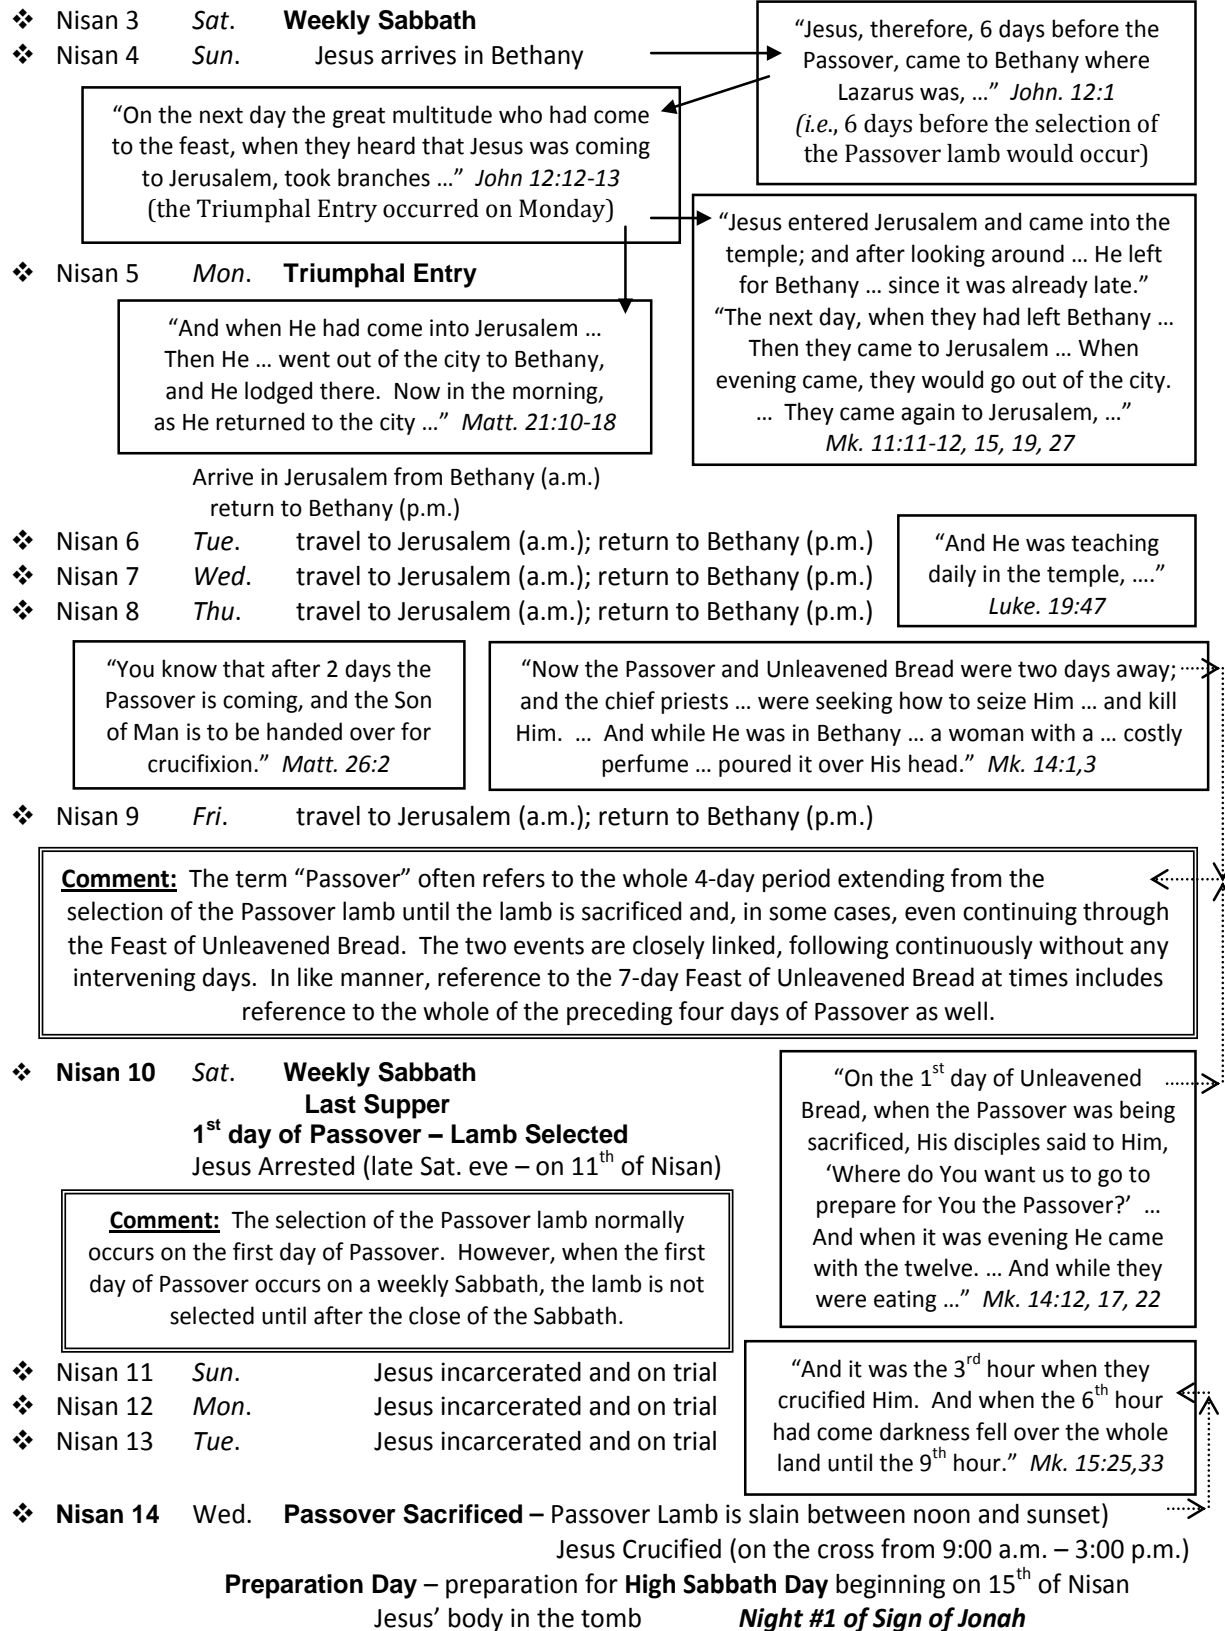 ❖ Nisan 3 Sat. Weekly Sabbath
❖ Nisan 4 Sun. Jesus arrives in Bethany
“Jesus, therefore, 6 days before the
Passover, came to Bethany where
Lazarus was, …” John. 12:1
(i.e., 6 days before the selection of
the Passover lamb would occur)
“On the next day the great multitude who had come
to the feast, when they heard that Jesus was coming
to Jerusalem, took branches …” John 12:12-13
(the Triumphal Entry occurred on Monday)
“Jesus entered Jerusalem and came into the
temple; and after looking around … He left
for Bethany … since it was already late.”
“The next day, when they had left Bethany …
Then they came to Jerusalem … When
evening came, they would go out of the city.
… They came again to Jerusalem, …”
Mk. 11:11-12, 15, 19, 27
❖ Nisan 5 Mon. Triumphal Entry
“And when He had come into Jerusalem …
Then He … went out of the city to Bethany,
and He lodged there. Now in the morning,
as He returned to the city …” Matt. 21:10-18
Arrive in Jerusalem from Bethany (a.m.)
return to Bethany (p.m.)
❖ Nisan 6 Tue. travel to Jerusalem (a.m.); return to Bethany (p.m.)
❖ Nisan 7 Wed. travel to Jerusalem (a.m.); return to Bethany (p.m.)
❖ Nisan 8 Thu. travel to Jerusalem (a.m.); return to Bethany (p.m.)
“And He was teaching
daily in the temple, ….”
Luke. 19:47
“You know that after 2 days the
Passover is coming, and the Son
of Man is to be handed over for
crucifixion.” Matt. 26:2
“Now the Passover and Unleavened Bread were two days away;
and the chief priests … were seeking how to seize Him … and kill
Him. … And while He was in Bethany … a woman with a … costly
perfume … poured it over His head.” Mk. 14:1,3
❖ Nisan 9 Fri. travel to Jerusalem (a.m.); return to Bethany (p.m.)
Comment: The term “Passover” often refers to the whole 4-day period extending from the
selection of the Passover lamb until the lamb is sacrificed and, in some cases, even continuing through
the Feast of Unleavened Bread. The two events are closely linked, following continuously without any
intervening days. In like manner, reference to the 7-day Feast of Unleavened Bread at times includes
reference to the whole of the preceding four days of Passover as well.
❖ Nisan 10 Sat. Weekly Sabbath
Last Supper
1st day of Passover – Lamb Selected
Jesus Arrested (late Sat. eve – on 11th of Nisan)
“On the 1st day of Unleavened
Bread, when the Passover was being
sacrificed, His disciples said to Him,
‘Where do You want us to go to
prepare for You the Passover?’ …
And when it was evening He came
with the twelve. … And while they
were eating …” Mk. 14:12, 17, 22
Comment: The selection of the Passover lamb normally
occurs on the first day of Passover. However, when the first
day of Passover occurs on a weekly Sabbath, the lamb is not
selected until after the close of the Sabbath.
❖ Nisan 11 Sun. Jesus incarcerated and on trial
❖ Nisan 12 Mon. Jesus incarcerated and on trial
❖ Nisan 13 Tue. Jesus incarcerated and on trial
“And it was the 3rd hour when they
crucified Him. And when the 6th hour
had come darkness fell over the whole
land until the 9th hour.” Mk. 15:25,33
❖ Nisan 14 Wed. Passover Sacrificed – Passover Lamb is slain between noon and sunset)
Jesus Crucified (on the cross from 9:00 a.m. – 3:00 p.m.)
Preparation Day – preparation for High Sabbath Day beginning on 15th of Nisan
Jesus’ body in the tomb Night #1 of Sign of Jonah